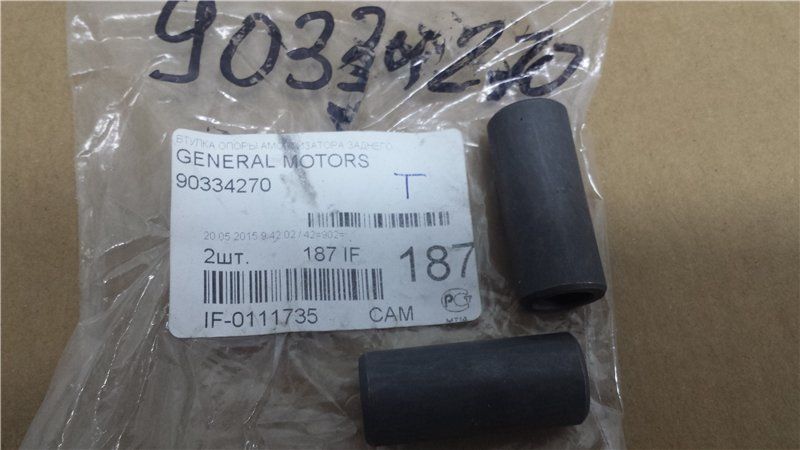 90334270
ВТУЛКА ОПОРЫ АМОРТИЗАТОРА ЗАДНЕГО
GENERAL MOTORS
90334270
T
20.05.2015 9:42:02 / 42=902=
2шт. 187 IF 187
IF-0111735 CAM